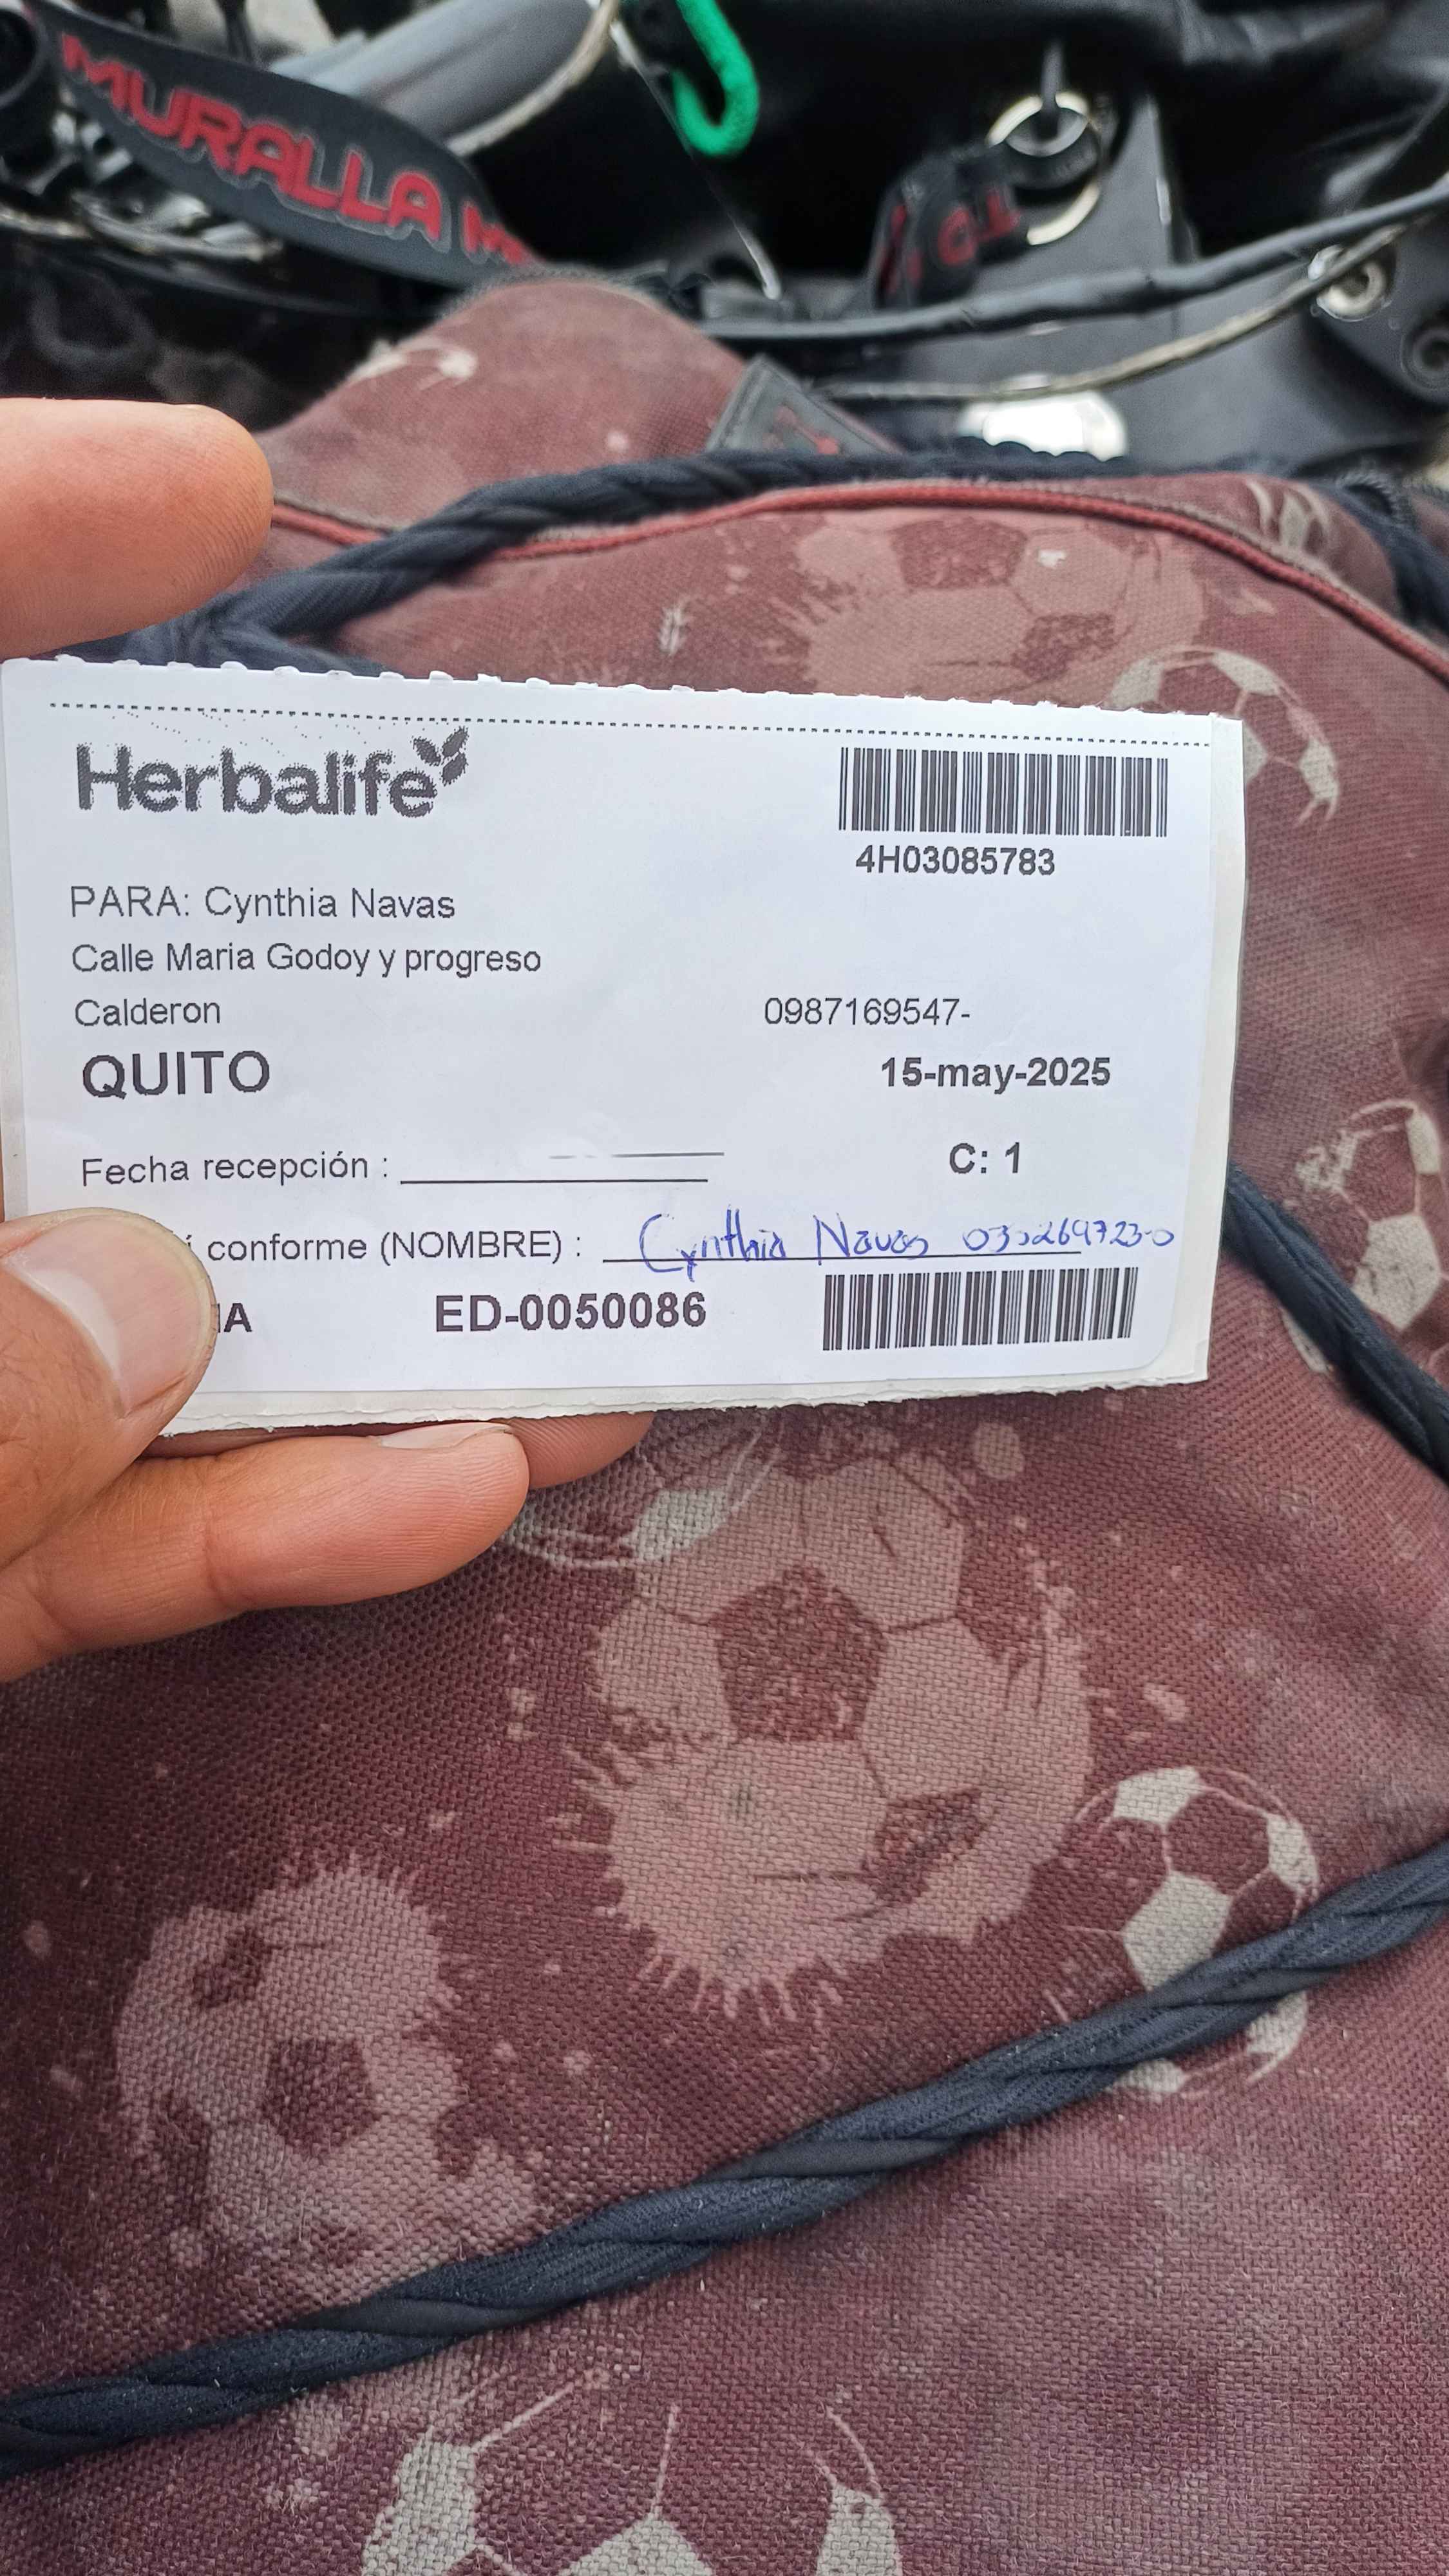 MURALLA
Herbalife
4H03085783
PARA: Cynthia Navas
Calle Maria Godoy y progreso
Calderon
0987169547-
QUITO
15-may-2025
Fecha recepción :
C: 1
conforme (NOMBRE) : Cynthia Navas
ED-0050086